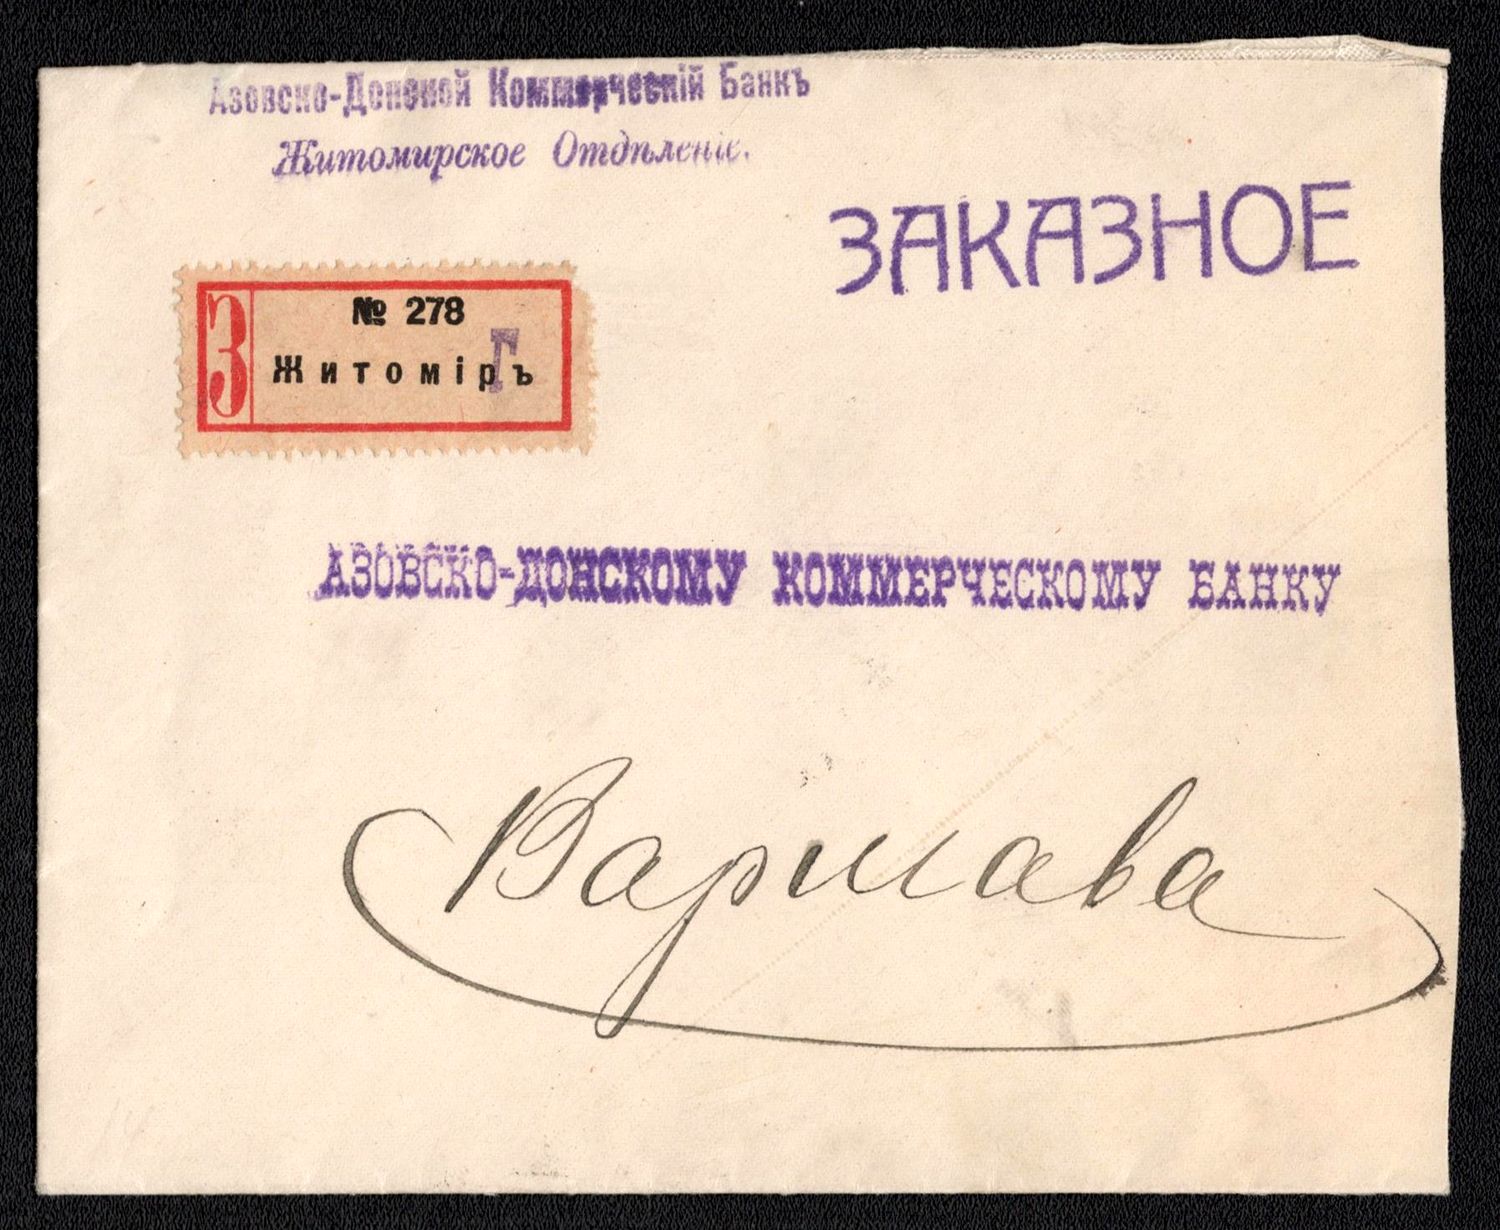 Азовско-Донской Коммерческій Банкъ
Житомирское Отдѣленіе.
ЗАКАЗНОЕ
З
№ 278
Житоміръ
Г
АЗОВСКО-ДОНСКОМУ КОММЕРЧЕСКОМУ БАНКУ
Варшава